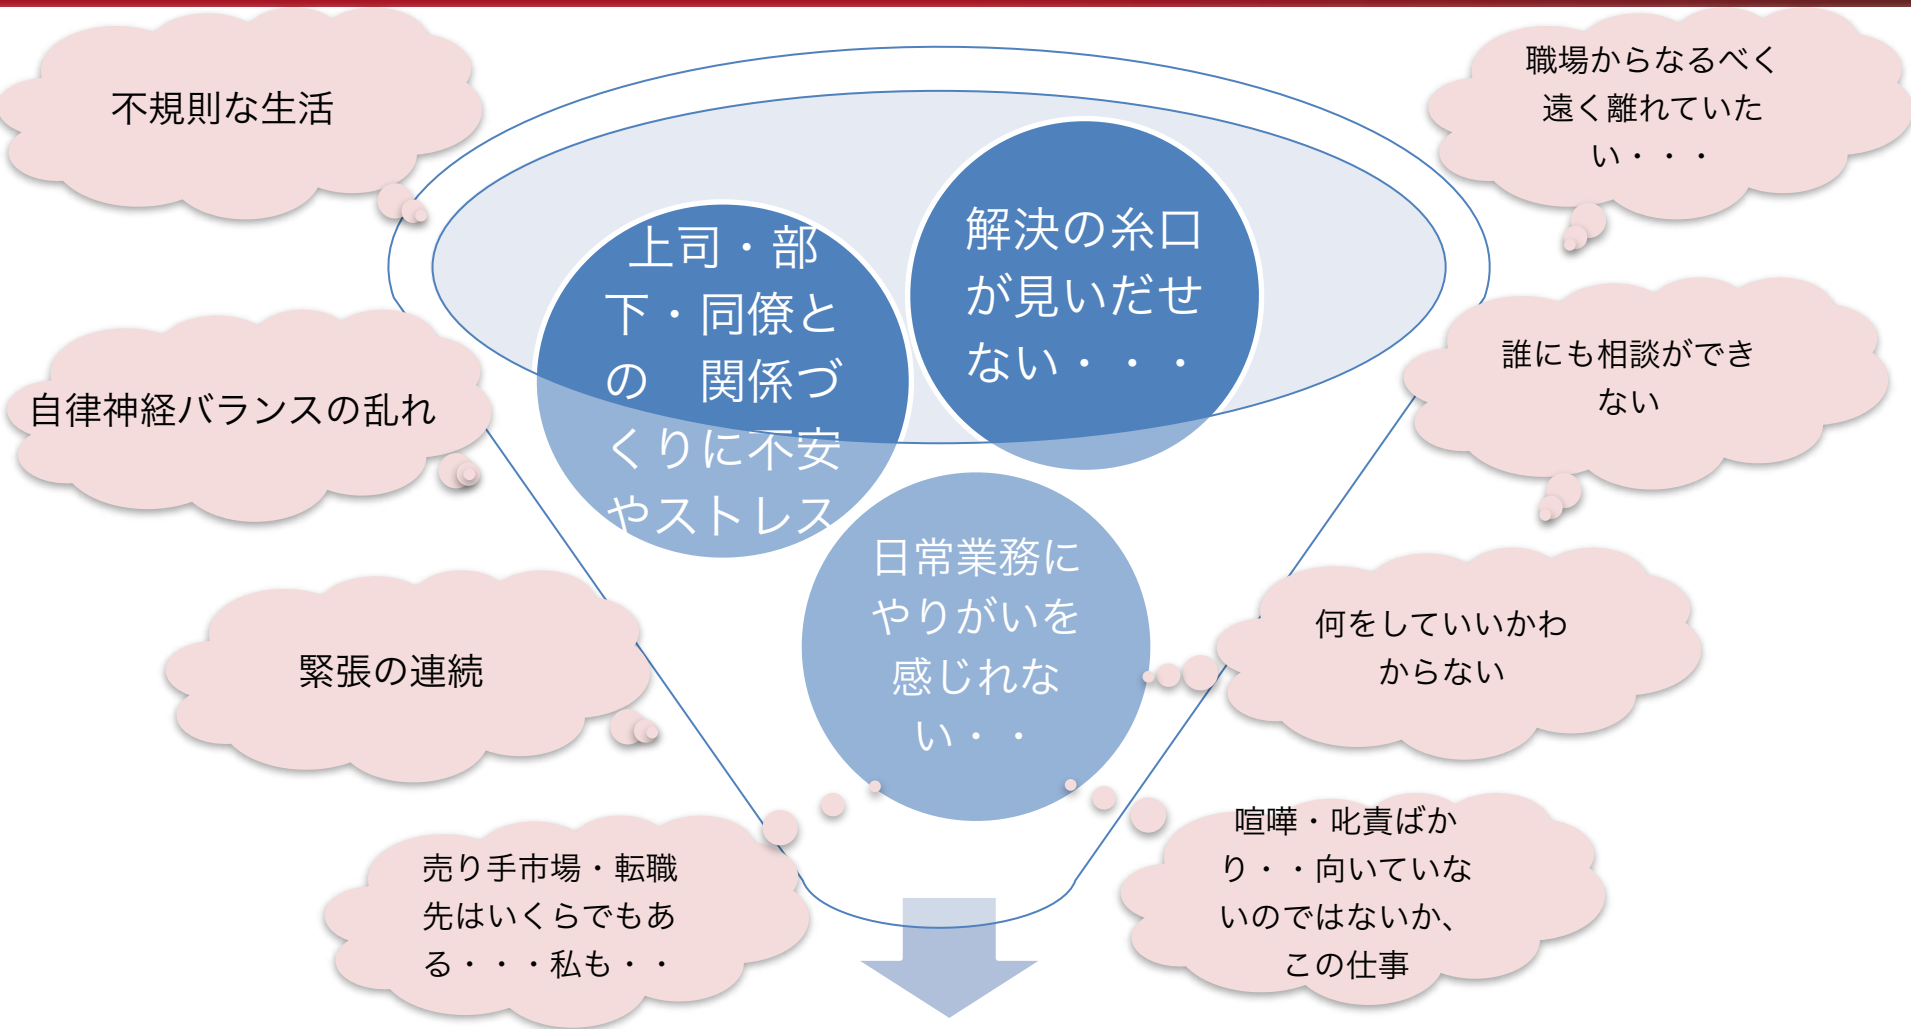 不規則な生活
職場からなるべく
遠く離れていた
い・・・
上司・部
下・同僚と
の　関係づ
くりに不安
やストレス
解決の糸口
が見いだせ
ない・・・
自律神経バランスの乱れ
誰にも相談ができ
ない
日常業務に
やりがいを
感じれな
い・・
緊張の連続
何をしていいかわ
からない
売り手市場・転職
先はいくらでもあ
る・・・私も・・
喧嘩・叱責ばか
り・・向いていな
いのではないか、
この仕事